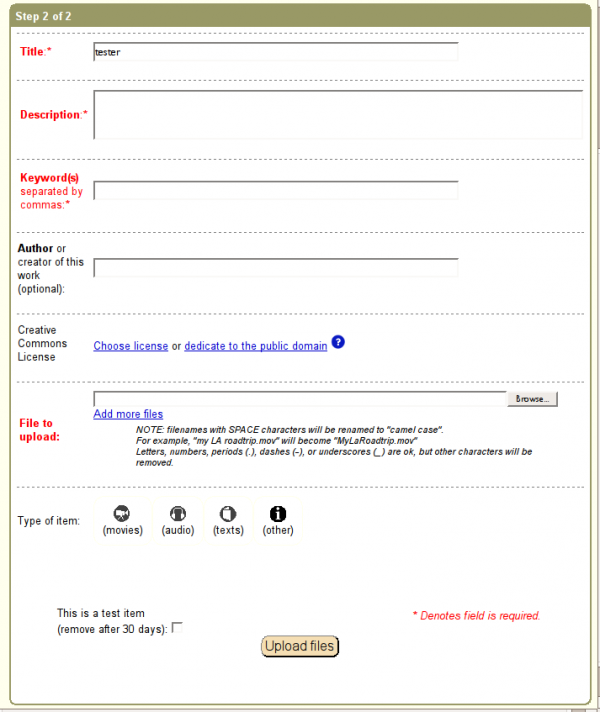 Step 2 of 2
Title:*
tester
Description:*
Keyword(s)
separated by
commas:*
Author or
creator of this
work
(optional):
Creative
Commons
License
Choose license or dedicate to the public domain ?
Browse...
Add more files
File to
upload:
NOTE: filenames with SPACE characters will be renamed to "camel case".
For example, "my LA roadtrip.mov" will become "MyLaRoadtrip.mov"
Letters, numbers, periods (.), dashes (-), or underscores (_) are ok, but other characters will be
removed.
Type of item:
(movies) (audio) (texts) (other)
This is a test item
(remove after 30 days):
* Denotes field is required.
Upload files